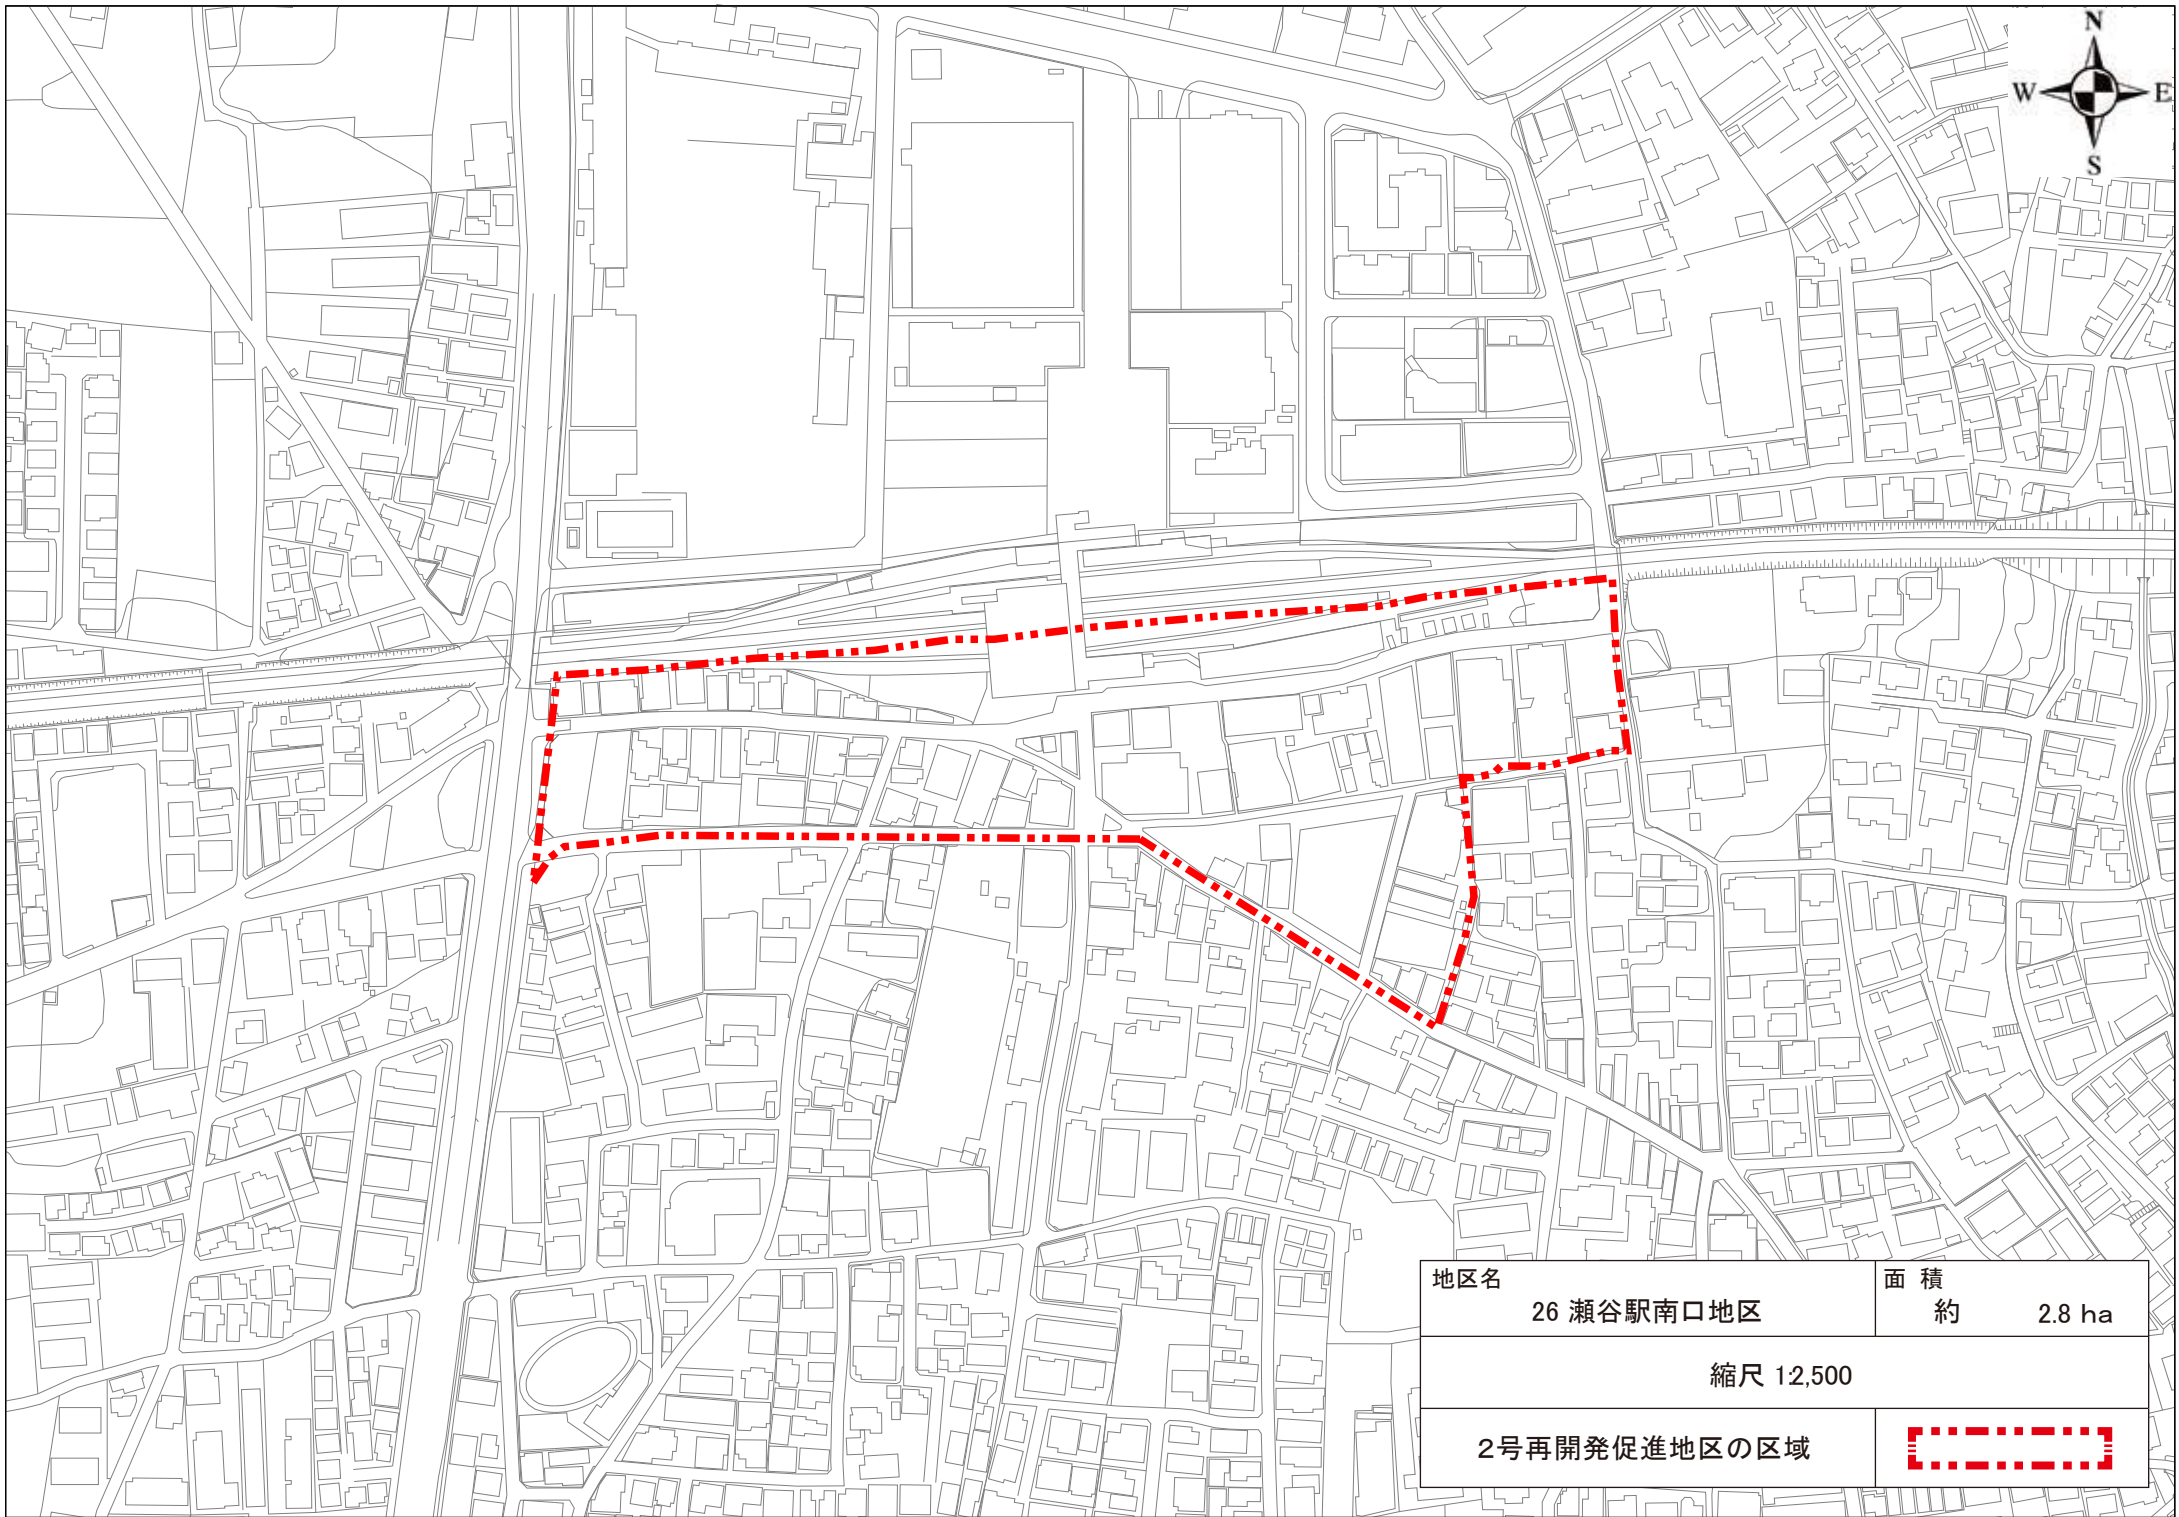 N
W E
S
地区名
26 瀬谷駅南口地区
面 積
約 2.8 ha
縮尺 1:2,500
2号再開発促進地区の区域